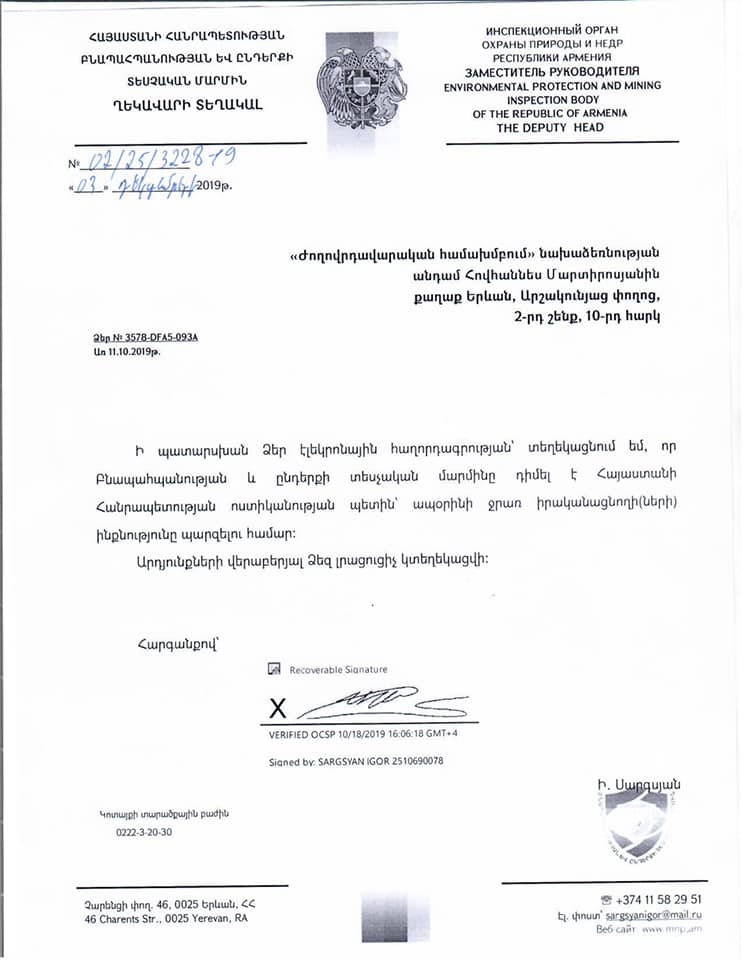 ՀԱՅԱՍՏԱՆԻ ՀԱՆՐԱՊԵՏՈՒԹՅԱՆ
ԲՆԱՊԱՀՊԱՆՈՒԹՅԱՆ ԵՎ ԸՆԴԵՐՔԻ
ՏԵՍՉԱԿԱՆ ՄԱՐՄԻՆ
ՂԵԿԱՎԱՐԻ ՏԵՂԱԿԱԼ
ИНСПЕКЦИОННЫЙ ОРГАН
ОХРАНЫ ПРИРОДЫ И НЕДР
РЕСПУБЛИКИ АРМЕНИЯ
ЗАМЕСТИТЕЛЬ РУКОВОДИТЕЛЯ
ENVIRONMENTAL PROTECTION AND MINING
INSPECTION BODY
OF THE REPUBLIC OF ARMENIA
THE DEPUTY HEAD
№ 02/25/3228-19
«03» դեկտեմբերի 2019թ.
«Ժողովրդավարական համախմբում» նախաձեռնության
անդամ Հովհաննես Մարտիրոսյանին
քաղաք Երևան, Արշակունյաց փողոց,
2-րդ շենք, 10-րդ հարկ
Ձեր № 3578-DFA5-093A
Առ 11.10.2019թ.
Ի պատարսխան Ձեր էլեկրոնային հաղորդագրության՝ տեղեկացնում եմ, որ
Բնապահպանության և ընդերքի տեսչական մարմինը դիմել է Հայաստանի
Հանրապետության ոստիկանության պետին՝ ապօրինի ջրառ իրականացնողի(ների)
ինքնությունը պարզելու համար:
Արդյունքների վերաբերյալ Ձեզ լրացուցիչ կտեղեկացվի:
Հարգանքով՝
Recoverable Signature
X
VERIFIED OCSP 10/18/2019 16:06:18 GMT+4
Signed by: SARGSYAN IGOR 2510690078
Ի. Սարգսյան
Կոտայքի տարածքային բաժին
0222-3-20-30
Չարենցի փող. 46, 0025 Երևան, ՀՀ
46 Charents Str., 0025 Yerevan, RA
☎ +374 11 58 29 51
Էլ. փոստ՝ sargsyanigor@mail.ru
Веб-сайт: www.mnp.am